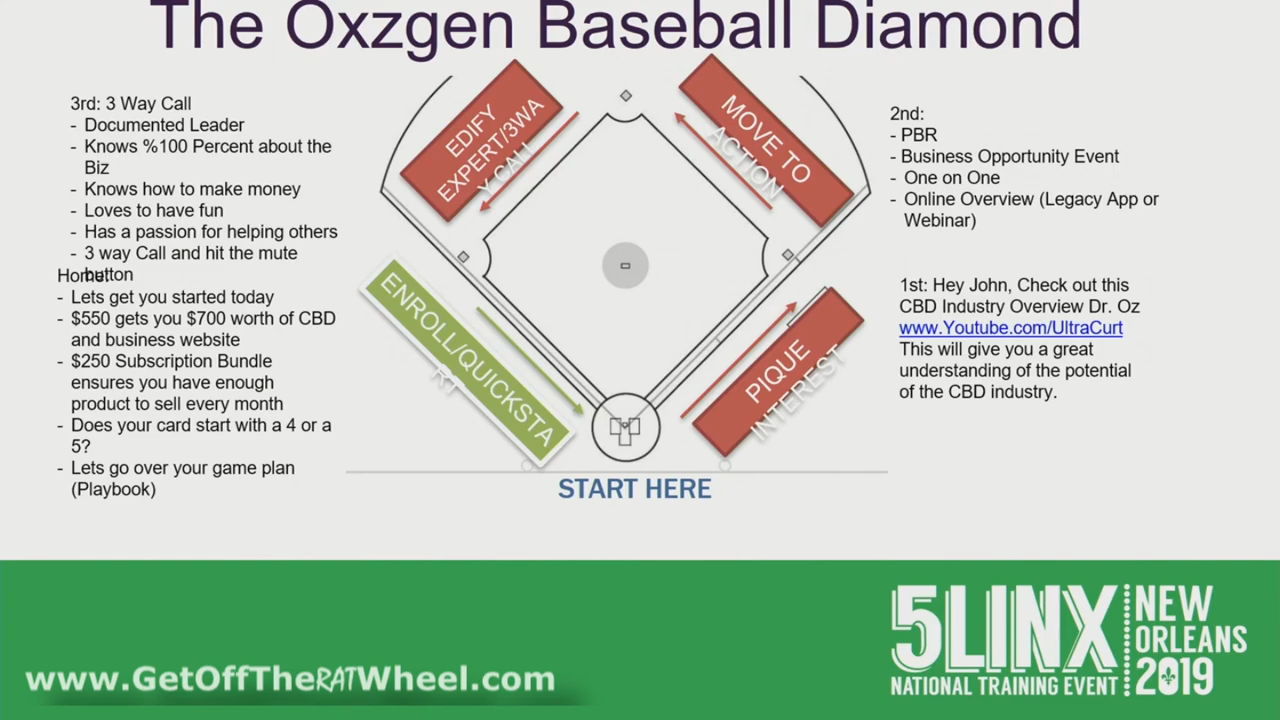 The Oxzgen Baseball Diamond
3rd: 3 Way Call
- Documented Leader
- Knows %100 Percent about the
Biz
- Knows how to make money
- Loves to have fun
- Has a passion for helping others
- 3 way Call and hit the mute
button
Home:
- Lets get you started today
- $550 gets you $700 worth of CBD
and business website
- $250 Subscription Bundle
ensures you have enough
product to sell every month
- Does your card start with a 4 or a
5?
- Lets go over your game plan
(Playbook)
EDIFY
EXPERT/3WA
Y CALL
MOVE TO
ACTION
ENROLL/QUICKSTA
RT
PIQUE
INTEREST
START HERE
2nd:
- PBR
- Business Opportunity Event
- One on One
- Online Overview (Legacy App or
Webinar)
1st: Hey John, Check out this
CBD Industry Overview Dr. Oz
www.Youtube.com/UltraCurt
This will give you a great
understanding of the potential
of the CBD industry.
www.GetOffTheRATWheel.com
5LINX
NATIONAL TRAINING EVENT
NEW
ORLEANS
2019